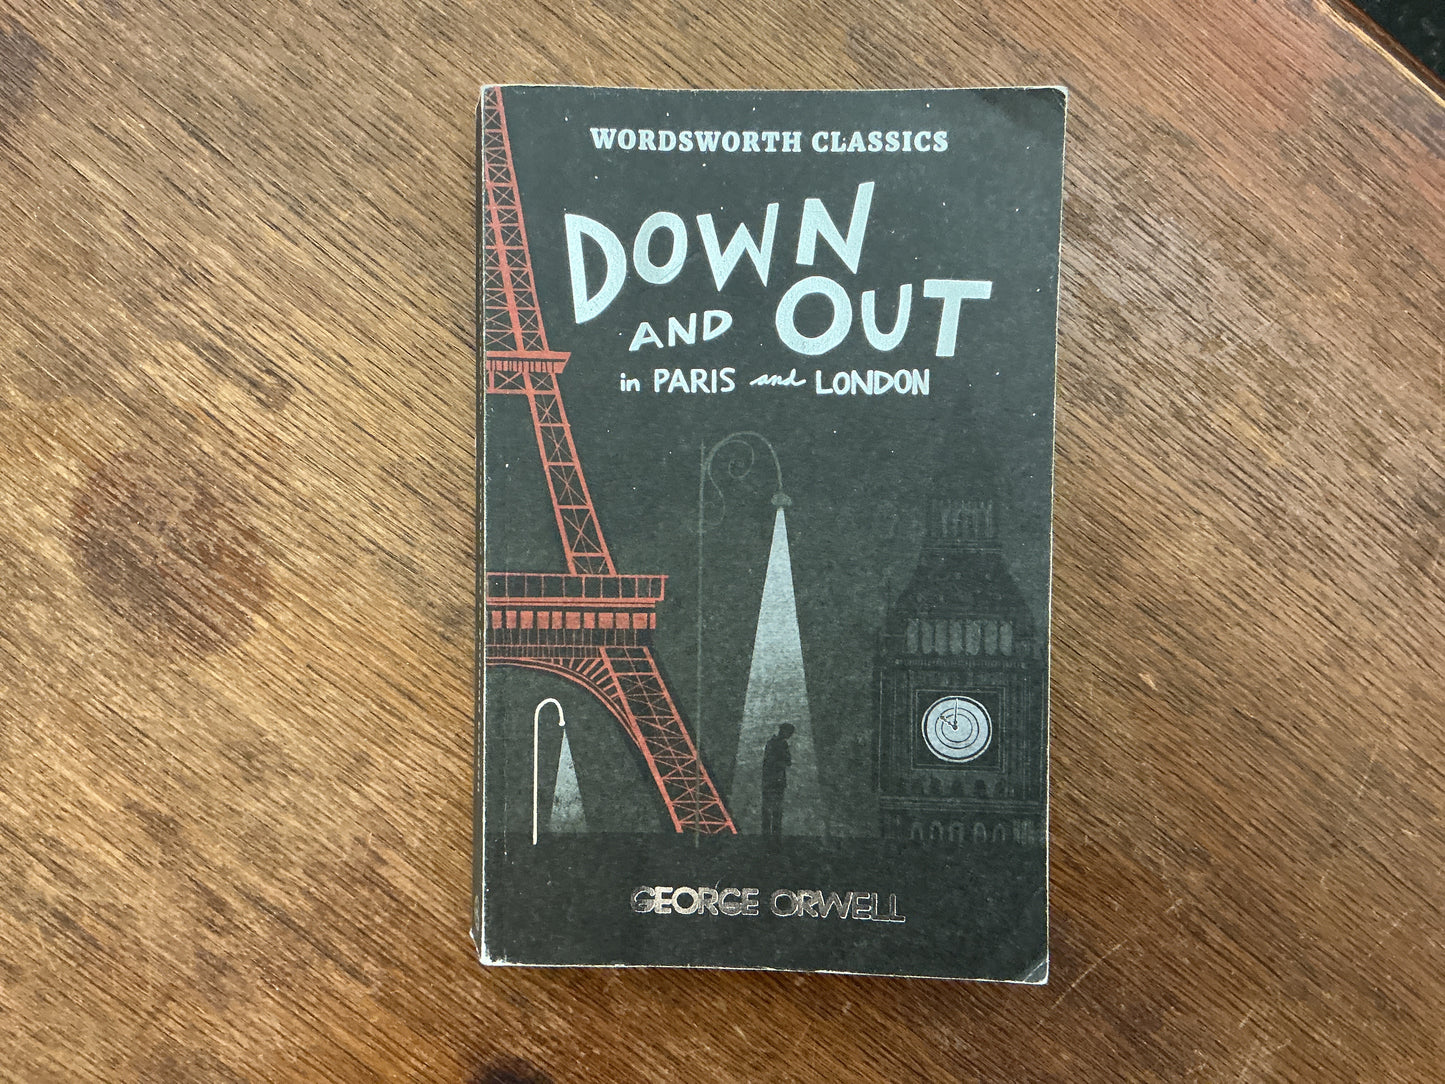 WORDSWORTH CLASSICS
DOWN
AND OUT
in PARIS and LONDON
GEORGE ORWELL